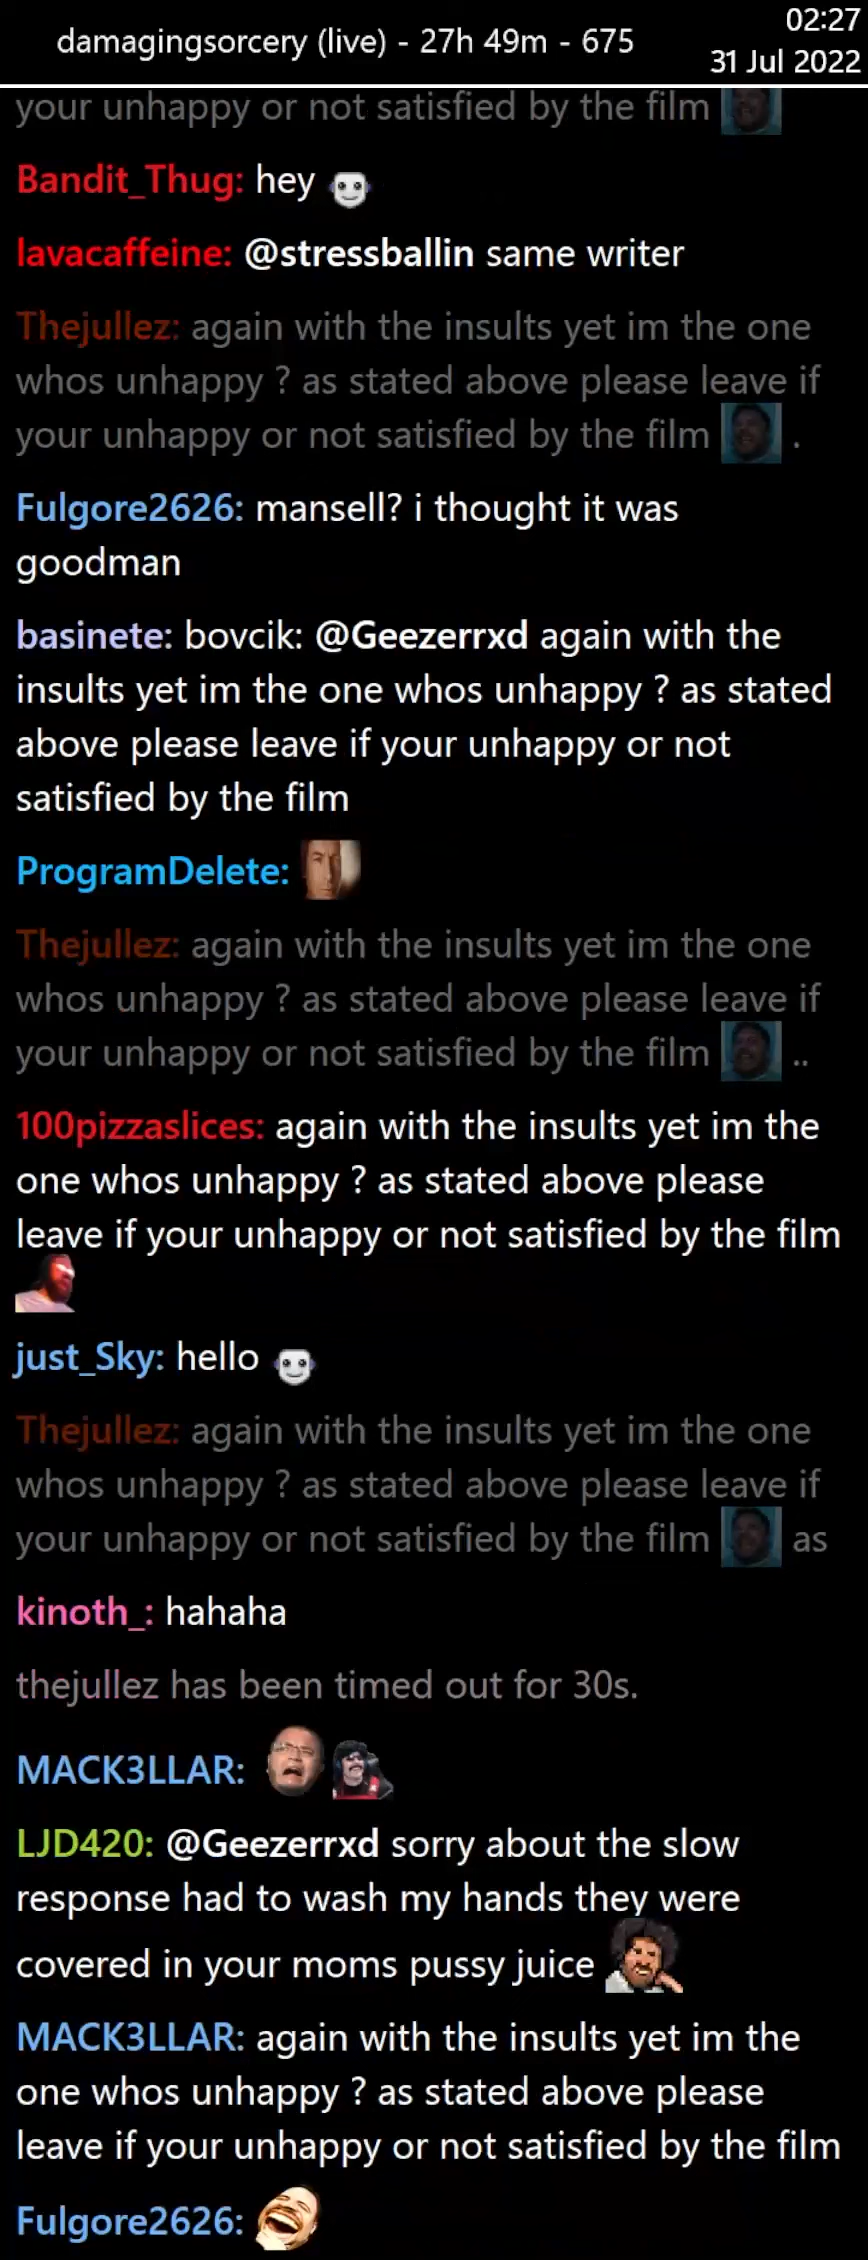 damagingsorcery (live) - 27h 49m - 675
02:27
31 Jul 2022
your unhappy or not satisfied by the film
Bandit_Thug: hey
lavacaffeine: @stressballin same writer
Thejullez: again with the insults yet im the one
whos unhappy ? as stated above please leave if
your unhappy or not satisfied by the film .
Fulgore2626: mansell? i thought it was
goodman
basinete: bovcik: @Geezerrxd again with the
insults yet im the one whos unhappy ? as stated
above please leave if your unhappy or not
satisfied by the film
ProgramDelete:
Thejullez: again with the insults yet im the one
whos unhappy ? as stated above please leave if
your unhappy or not satisfied by the film ..
100pizzaslices: again with the insults yet im the
one whos unhappy ? as stated above please
leave if your unhappy or not satisfied by the film
just_Sky: hello
Thejullez: again with the insults yet im the one
whos unhappy ? as stated above please leave if
your unhappy or not satisfied by the film as
kinoth_: hahaha
thejullez has been timed out for 30s.
MACK3LLAR:
LJD420: @Geezerrxd sorry about the slow
response had to wash my hands they were
covered in your moms pussy juice
MACK3LLAR: again with the insults yet im the
one whos unhappy ? as stated above please
leave if your unhappy or not satisfied by the film
Fulgore2626: